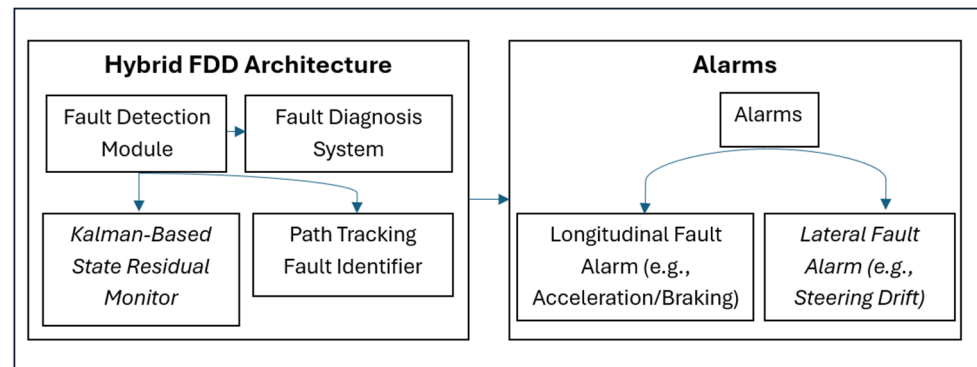 Hybrid FDD Architecture
Fault Detection
Module
Fault Diagnosis
System
Kalman-Based
State Residual
Monitor
Path Tracking
Fault Identifier
Alarms
Alarms
Longitudinal Fault
Alarm (e.g.,
Acceleration/Braking)
Lateral Fault
Alarm (e.g.,
Steering Drift)